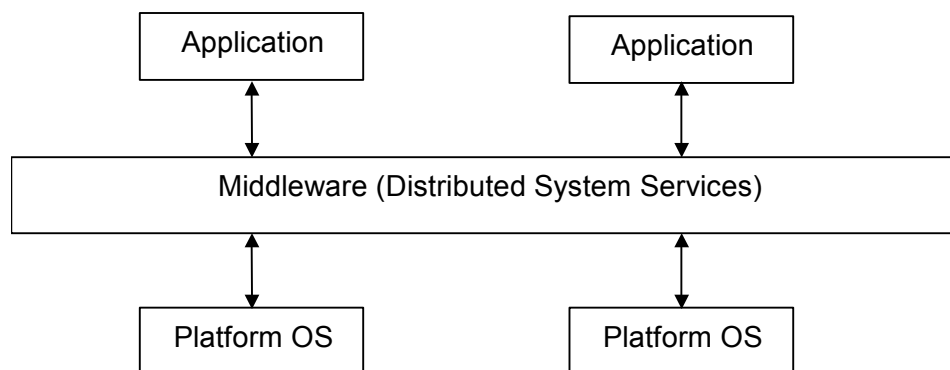 Application
Application
Middleware (Distributed System Services)
Platform OS
Platform OS